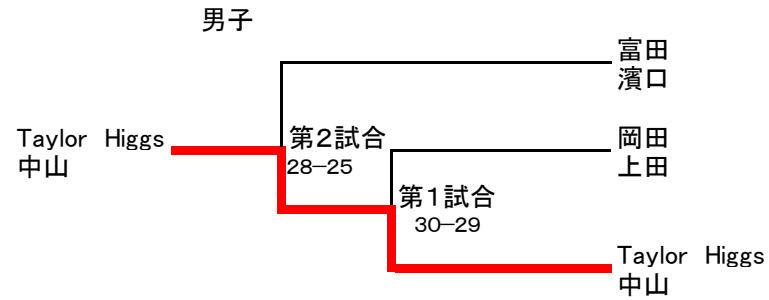 男子
富田
濱口
Taylor Higgs
中山
第２試合
28−25
岡田
上田
第１試合
30−29
Taylor Higgs
中山